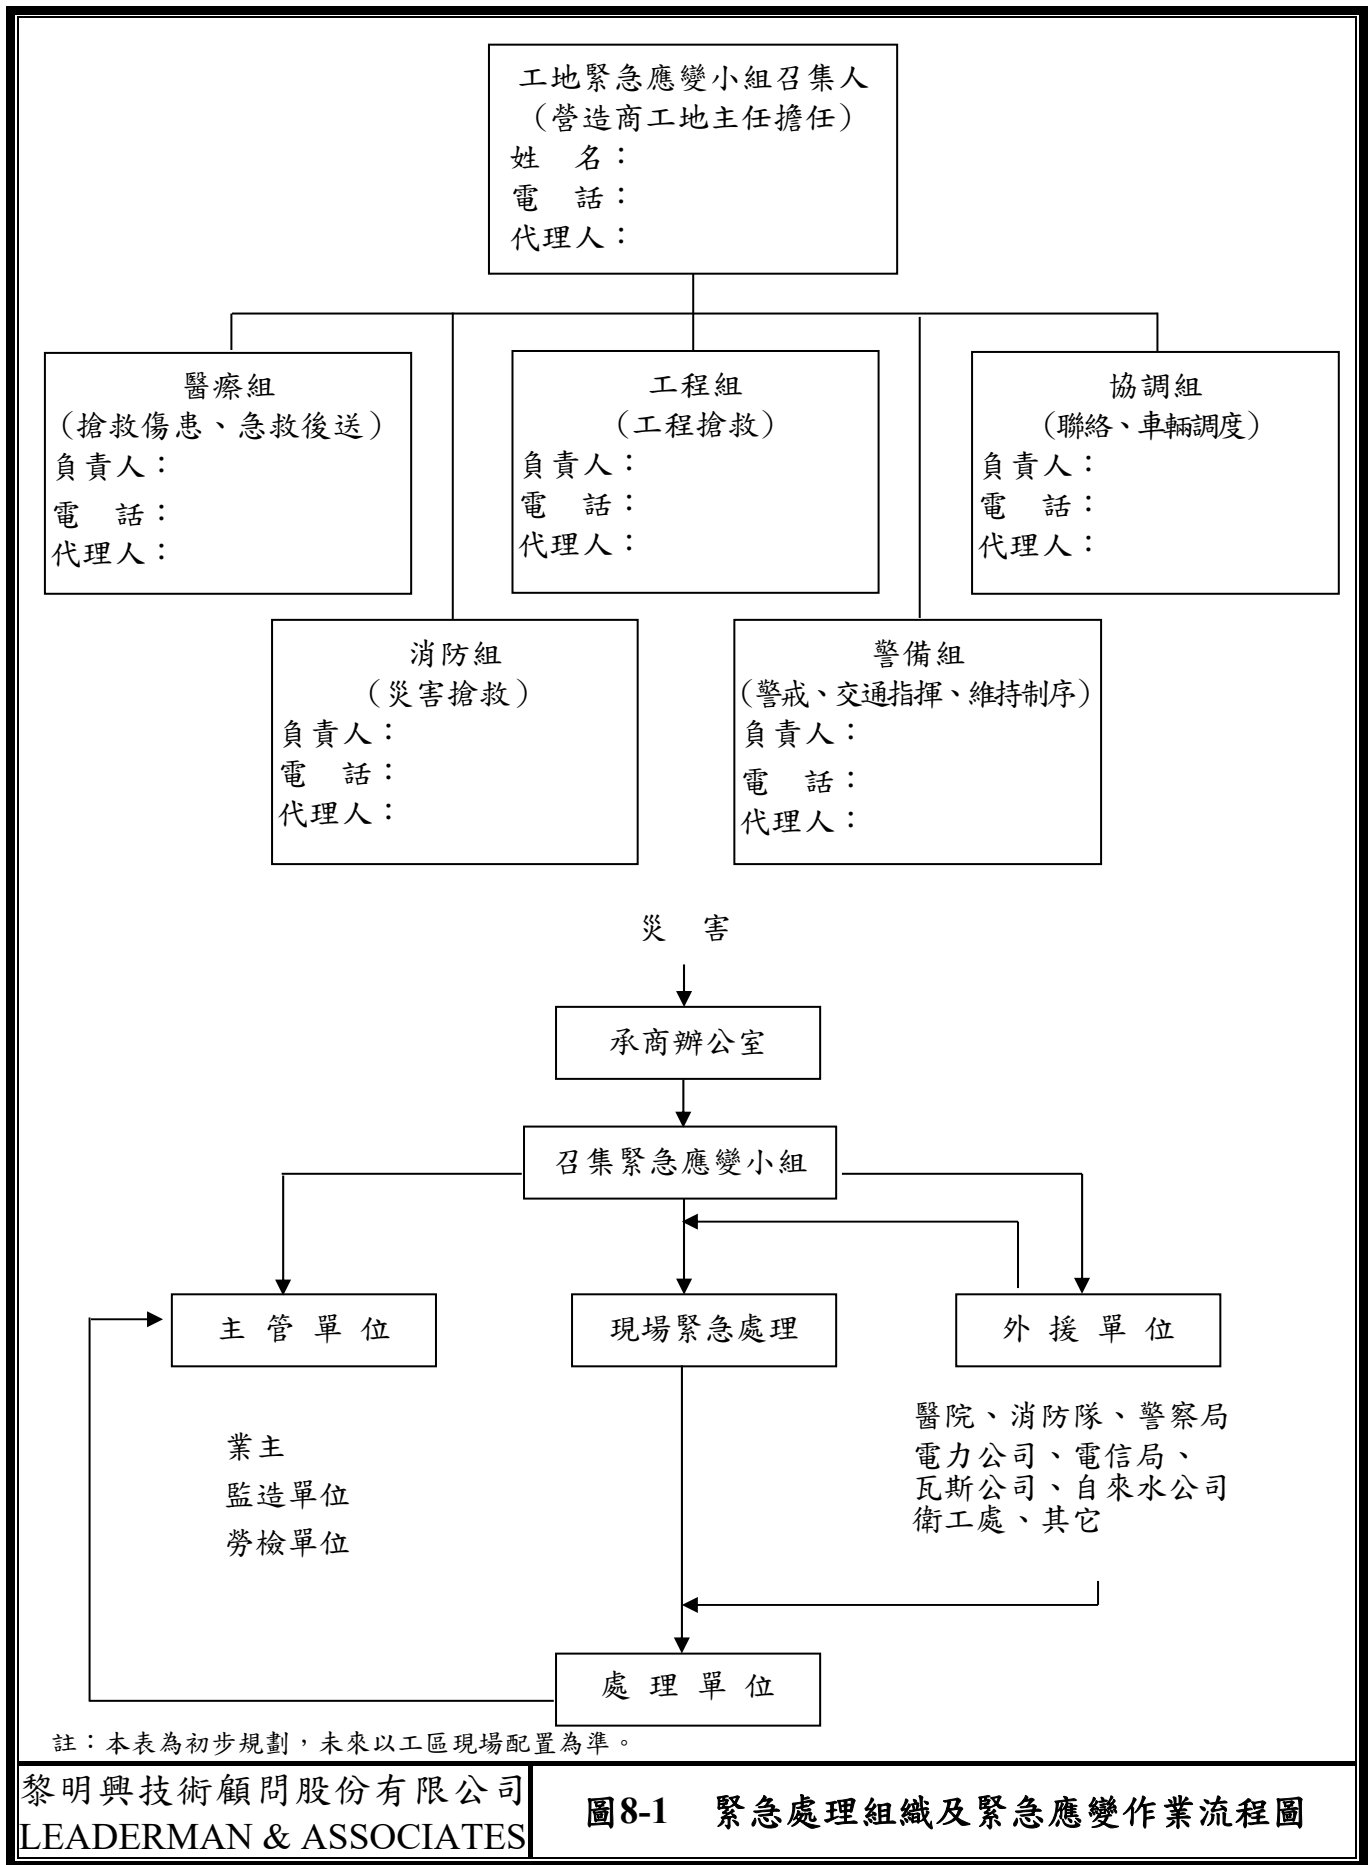 工地緊急應變小組召集人
（營造商工地主任擔任）
姓　名：
電　話：
代理人：
醫瘵組
（搶救傷患、急救後送）
負責人：
電　話：
代理人：
工程組
（工程搶救）
負責人：
電　話：
代理人：
協調組
（聯絡、車輛調度）
負責人：
電　話：
代理人：
消防組
（災害搶救）
負責人：
電　話：
代理人：
警備組
（警戒、交通指揮、維持制序）
負責人：
電　話：
代理人：
災　害
承商辦公室
召集緊急應變小組
主 管 單 位
現場緊急處理
外 援 單 位
業主
監造單位
勞檢單位
醫院、消防隊、警察局
電力公司、電信局、
瓦斯公司、自來水公司
衛工處、其它
處 理 單 位
註：本表為初步規劃，未來以工區現場配置為準。
黎明興技術顧問股份有限公司
LEADERMAN & ASSOCIATES
圖8-1　緊急處理組織及緊急應變作業流程圖